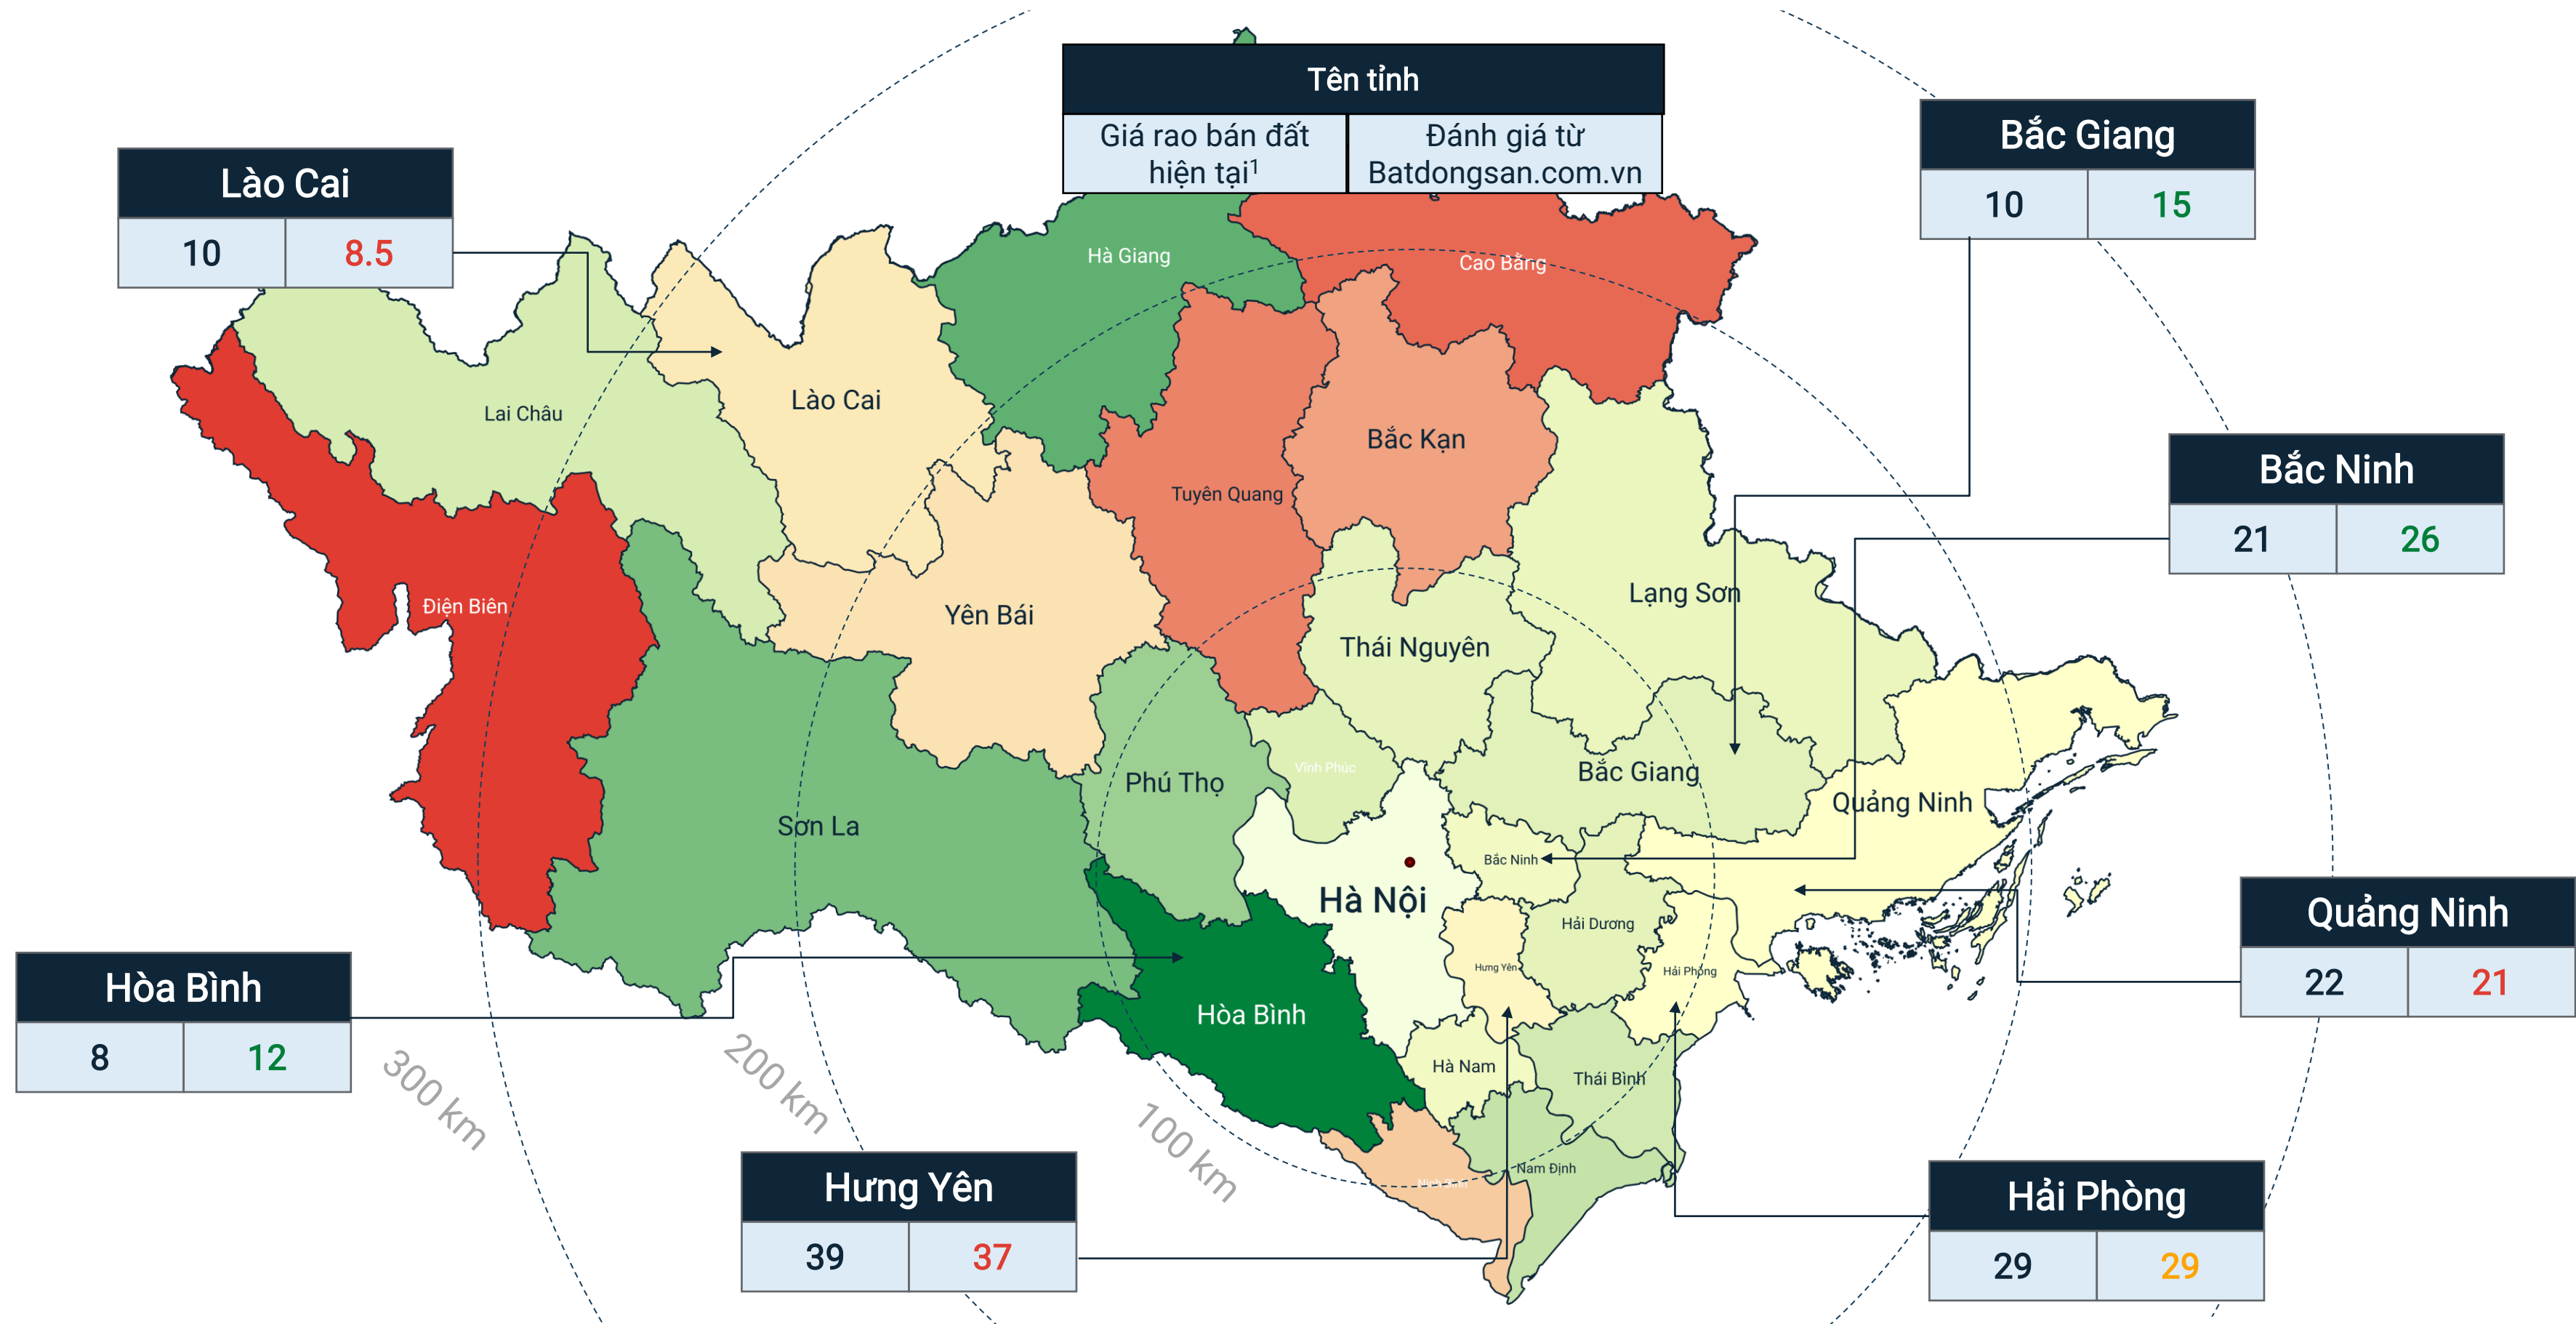 Tên tỉnh
Giá rao bán đất
hiện tại¹
Đánh giá từ
Batdongsan.com.vn
Bắc Giang
10
15
Lào Cai
10
8.5
Hà Giang
Cao Bằng
Lai Châu
Lào Cai
Bắc Kạn
Bắc Ninh
21
26
Tuyên Quang
Điện Biên
Yên Bái
Lạng Sơn
Thái Nguyên
Vĩnh Phúc
Bắc Giang
Phú Thọ
Quảng Ninh
Sơn La
Bắc Ninh
Hà Nội
Hải Dương
Quảng Ninh
22
21
Hưng Yên
Hải Phòng
Hòa Bình
8
12
Hòa Bình
Hà Nam
Thái Bình
300 km
200 km
100 km
Nam Định
Ninh Bình
Hưng Yên
39
37
Hải Phòng
29
29